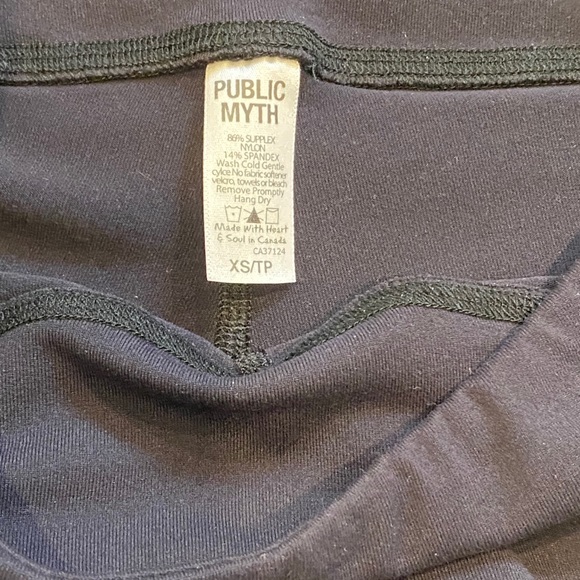 PUBLIC
MYTH
86% SUPPLEX
NYLON
14% SPANDEX
Wash Cold Gentle
cylce No fabric softener
velcro, towels or bleach
Remove Promptly
Hang Dry
Made With Heart
& Soul in Canada
CA37124
XS/TP